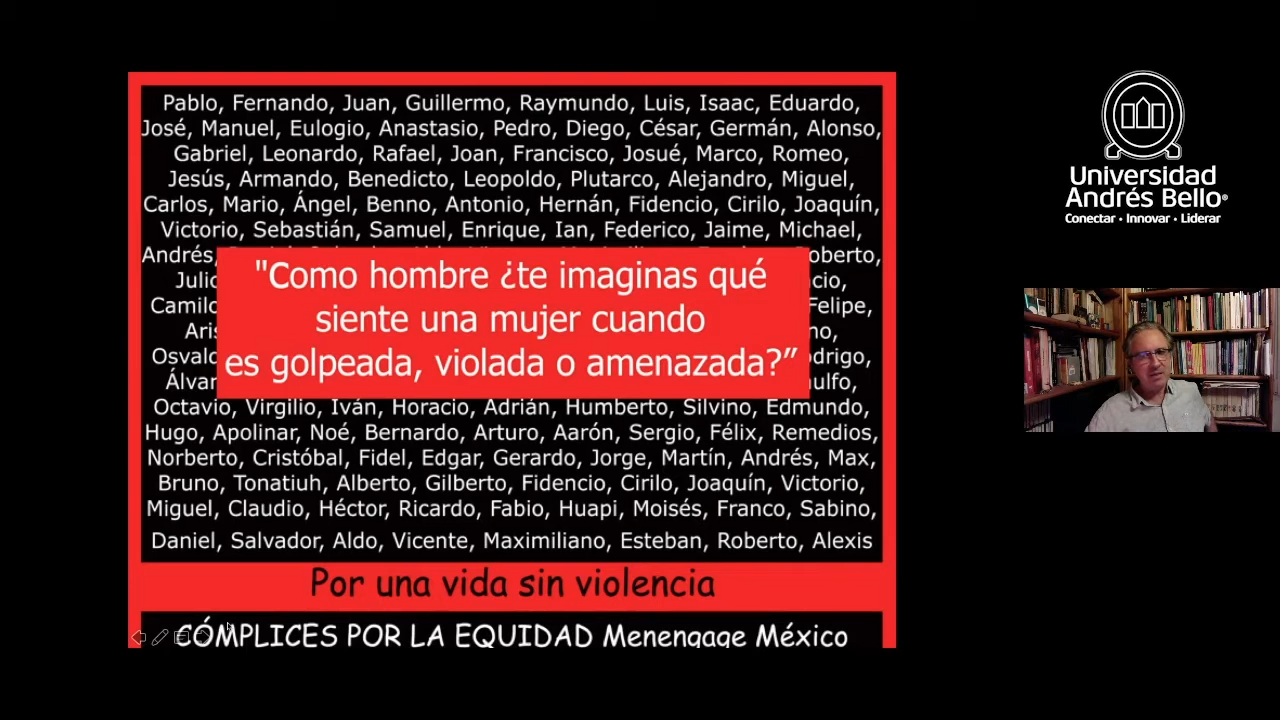 Pablo, Fernando, Juan, Guillermo, Raymundo, Luis, Isaac, Eduardo,
José, Manuel, Eulogio, Anastasio, Pedro, Diego, César, Germán, Alonso,
Gabriel, Leonardo, Rafael, Joan, Francisco, Josué, Marco, Romeo,
Jesús, Armando, Benedicto, Leopoldo, Plutarco, Alejandro, Miguel,
Carlos, Mario, Ángel, Benno, Antonio, Hernán, Fidencio, Cirilo, Joaquín,
Victorio, Sebastián, Samuel, Enrique, Ian, Federico, Jaime, Michael,
Andrés,
"Como hombre ¿te imaginas qué
siente una mujer cuando
es golpeada, violada o amenazada?”
Felipe,
Octavio, Virgilio, Iván, Horacio, Adrián, Humberto, Silvino, Edmundo,
Hugo, Apolinar, Noé, Bernardo, Arturo, Aarón, Sergio, Félix, Remedios,
Norberto, Cristóbal, Fidel, Edgar, Gerardo, Jorge, Martín, Andrés, Max,
Bruno, Tonatiuh, Alberto, Gilberto, Fidencio, Cirilo, Joaquín, Victorio,
Miguel, Claudio, Héctor, Ricardo, Fabio, Huapi, Moisés, Franco, Sabino,
Daniel, Salvador, Aldo, Vicente, Maximiliano, Esteban, Roberto, Alexis
Por una vida sin violencia
CÓMPLICES POR LA EQUIDAD Menengage México
Universidad
Andrés Bello®
Conectar • Innovar • Liderar